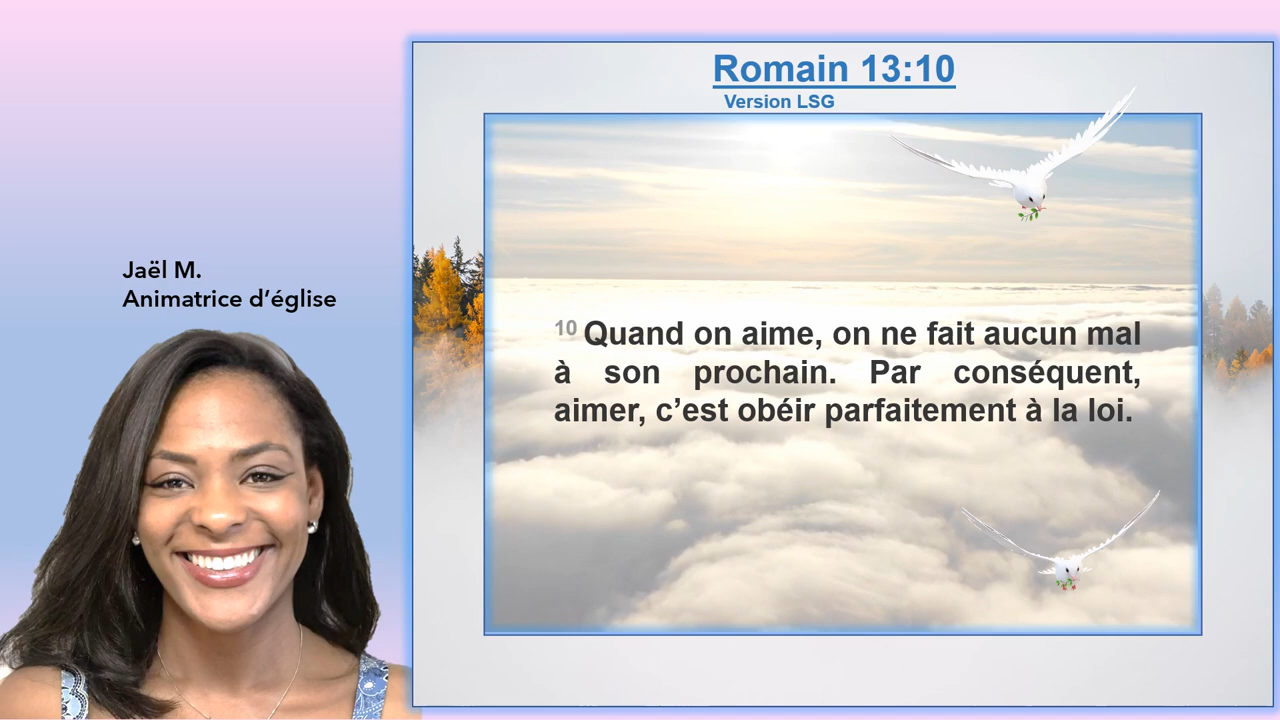 Romain 13:10
Version LSG
Jaël M.
Animatrice d’église
10 Quand on aime, on ne fait aucun mal
à son prochain. Par conséquent,
aimer, c’est obéir parfaitement à la loi.